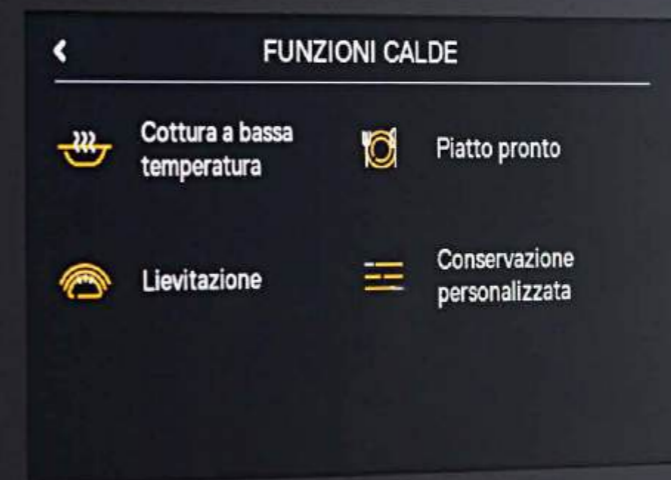 FUNZIONI CALDE
Cottura a bassa
temperatura
Piatto pronto
Lievitazione
Conservazione
personalizzata